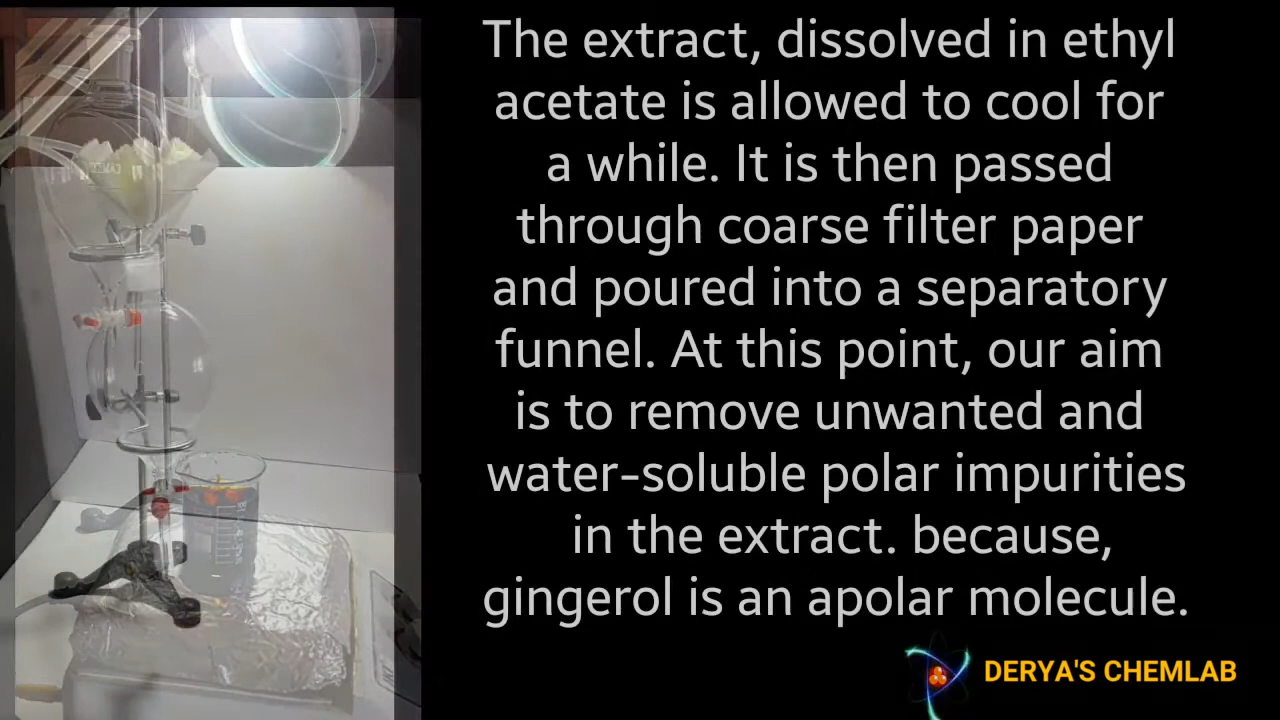 The extract, dissolved in ethyl
acetate is allowed to cool for
a while. It is then passed
through coarse filter paper
and poured into a separatory
funnel. At this point, our aim
is to remove unwanted and
water-soluble polar impurities
in the extract. because,
gingerol is an apolar molecule.
DERYA'S CHEMLAB